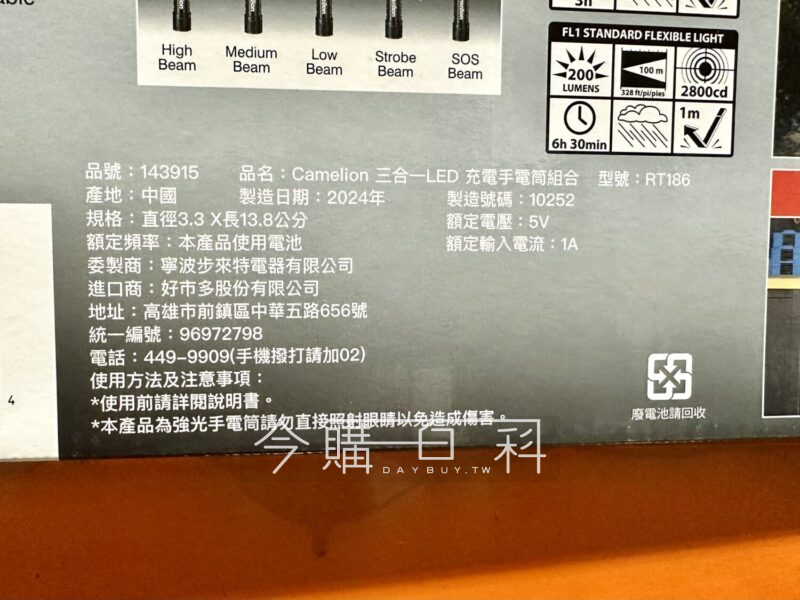 able
High Beam
Medium Beam
Low Beam
Strobe Beam
SOS Beam
3h
FL1 STANDARD FLEXIBLE LIGHT
200 LUMENS
100 m
328 ft/pi/pies
2800cd
6h 30min
1m
品號：143915 品名：Camelion 三合一LED 充電手電筒組合 型號：RT186
產地：中國 製造日期：2024年 製造號碼：10252
規格：直徑3.3 X長13.8公分 額定電壓：5V
額定頻率：本產品使用電池 額定輸入電流：1A
委製商：寧波步來特電器有限公司
進口商：好市多股份有限公司
地址：高雄市前鎮區中華五路656號
統一編號：96972798
電話：449-9909(手機撥打請加02)
使用方法及注意事項：
*使用前請詳閱說明書。
*本產品為強光手電筒請勿直接照射眼睛以免造成傷害。
廢電池請回收
4
今購百科
DAYBUY.TW